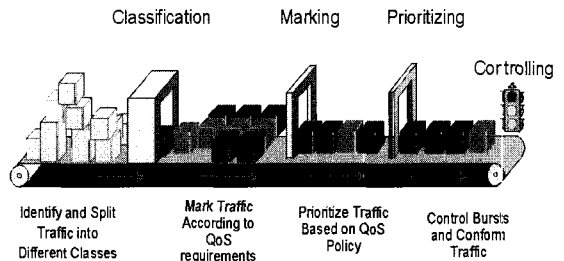 Classification
Marking
Prioritizing
Controlling
Identify and Split
Traffic into
Different Classes
Mark Traffic
According to
QoS
requirements
Prioritize Traffic
Based on QoS
Policy
Control Bursts
and Conform
Traffic